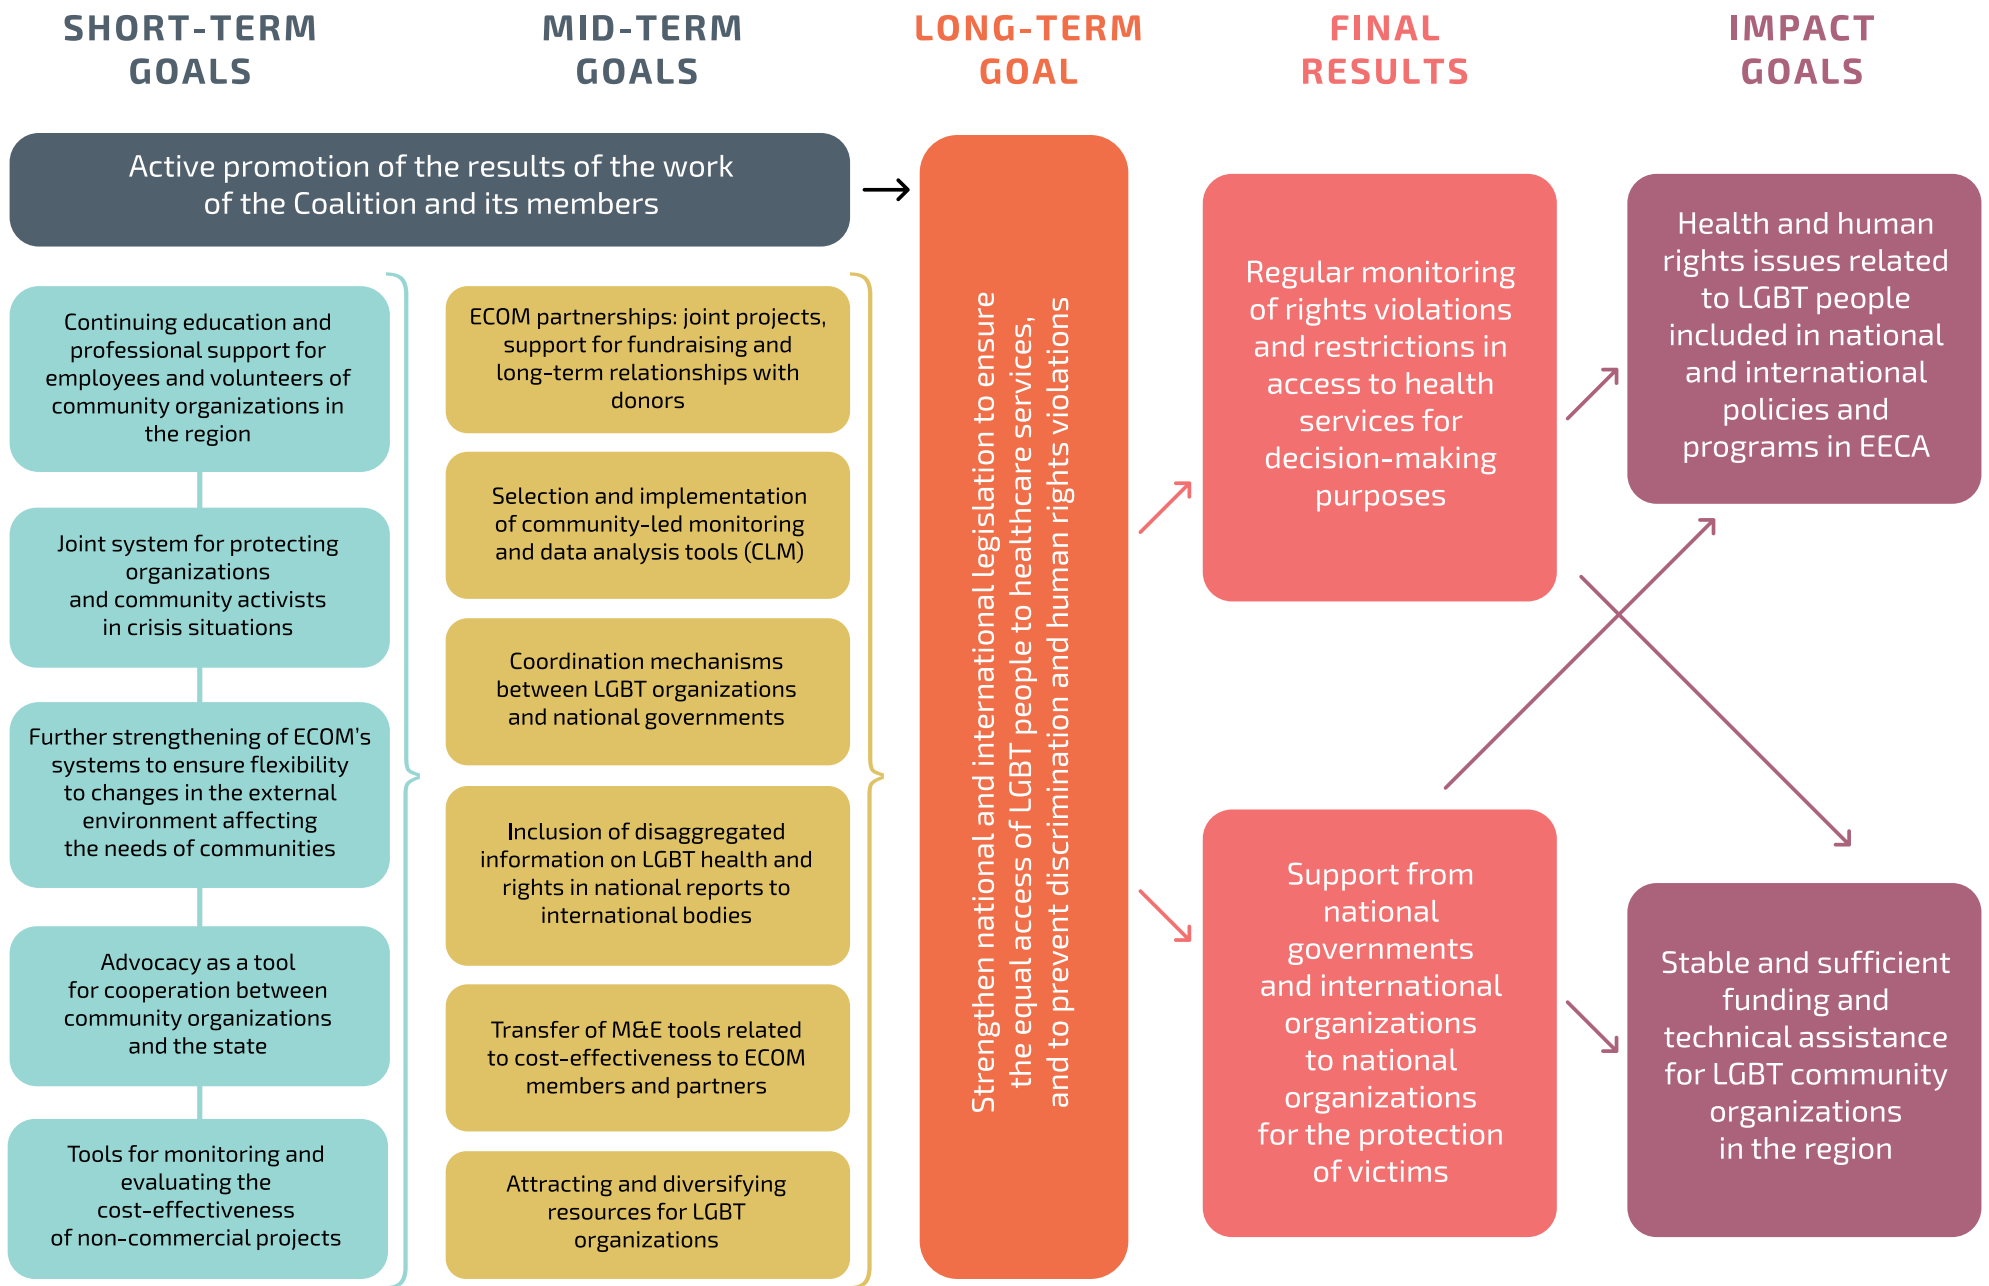 SHORT-TERM
GOALS
MID-TERM
GOALS
LONG-TERM
GOAL
FINAL
RESULTS
IMPACT
GOALS
Active promotion of the results of the work
of the Coalition and its members
Continuing education and
professional support for
employees and volunteers of
community organizations in
the region
Joint system for protecting
organizations
and community activists
in crisis situations
Further strengthening of ECOM's
systems to ensure flexibility
to changes in the external
environment affecting
the needs of communities
Advocacy as a tool
for cooperation between
community organizations
and the state
Tools for monitoring and
evaluating the
cost-effectiveness
of non-commercial projects
ECOM partnerships: joint projects,
support for fundraising and
long-term relationships with
donors
Selection and implementation
of community-led monitoring
and data analysis tools (CLM)
Coordination mechanisms
between LGBT organizations
and national governments
Inclusion of disaggregated
information on LGBT health and
rights in national reports to
international bodies
Transfer of M&E tools related
to cost-effectiveness to ECOM
members and partners
Attracting and diversifying
resources for LGBT
organizations
Strengthen national and international legislation to ensure
the equal access of LGBT people to healthcare services,
and to prevent discrimination and human rights violations
Regular monitoring
of rights violations
and restrictions in
access to health
services for
decision-making
purposes
Support from
national
governments
and international
organizations
to national
organizations
for the protection
of victims
Health and human
rights issues related
to LGBT people
included in national
and international
policies and
programs in EECA
Stable and sufficient
funding and
technical assistance
for LGBT community
organizations
in the region